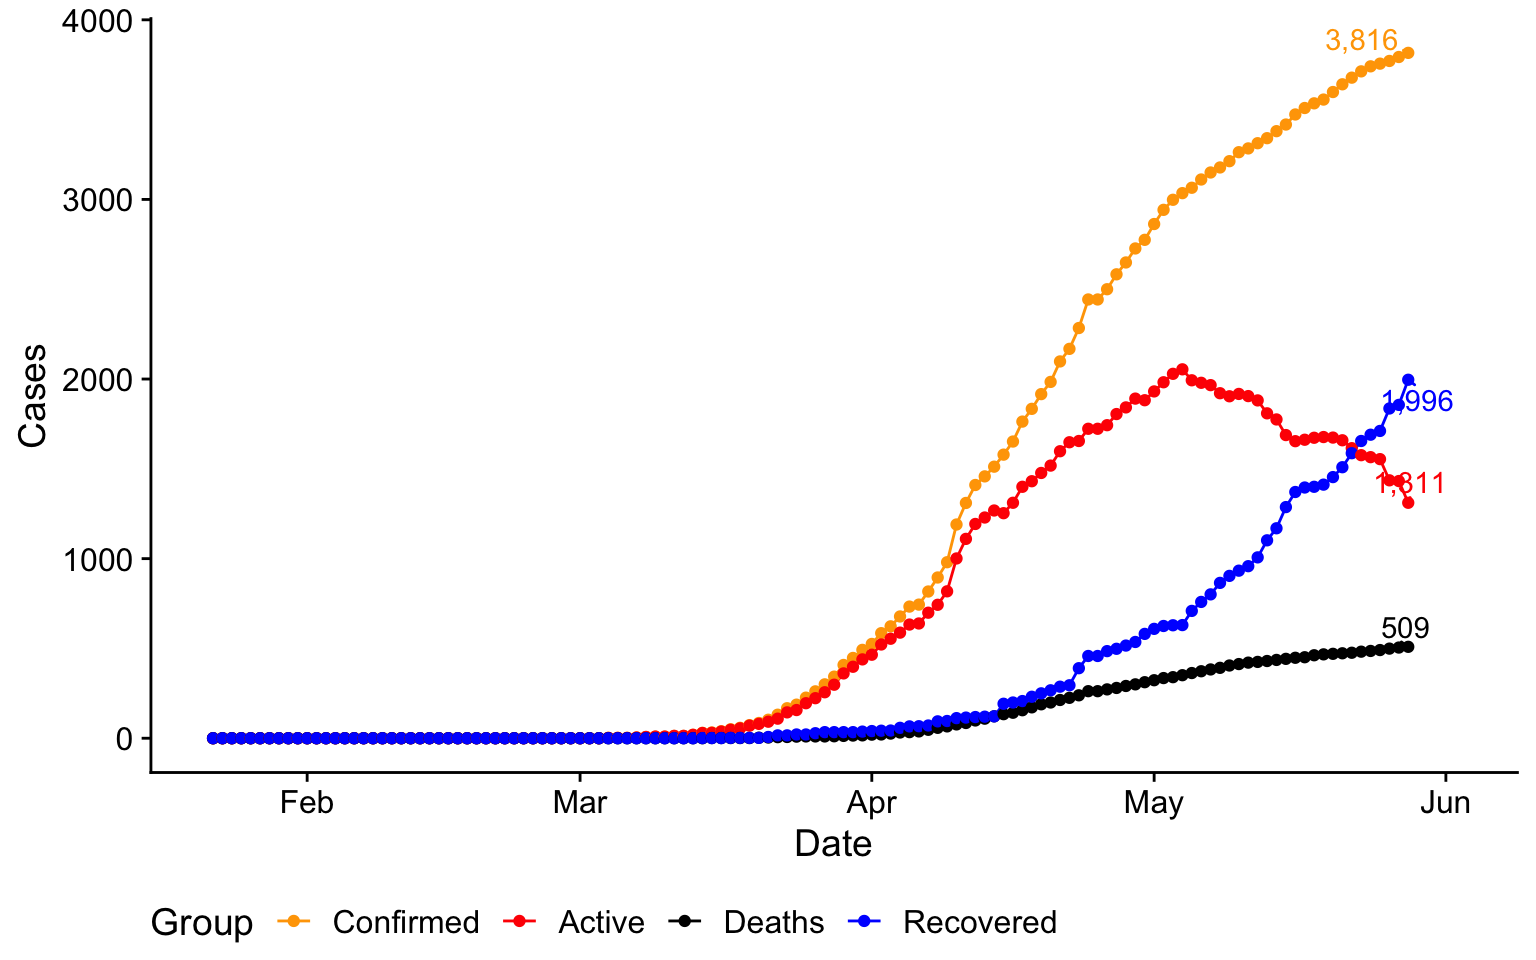 4000
3,816
3000
Cases
2000
1,996
1,311
1000
509
0
Feb Mar Apr May Jun
Date
Group Confirmed Active Deaths Recovered